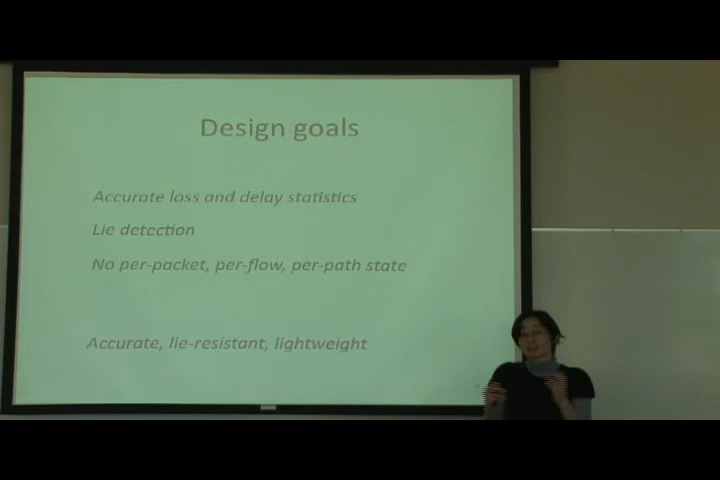 Design goals
Accurate loss and delay statistics
Lie detection
No per-packet, per-flow, per-path state
Accurate, lie-resistant, lightweight